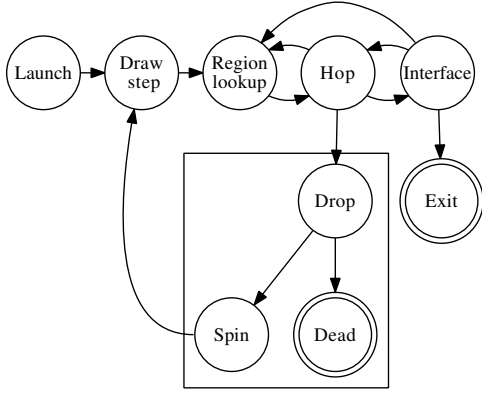 Launch
Draw
step
Region
lookup
Hop
Interface
Drop
Exit
Spin
Dead